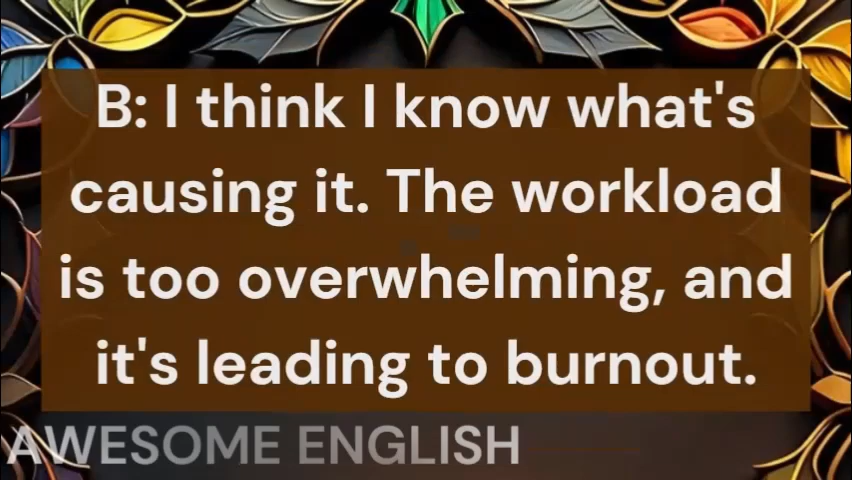 B: I think I know what's
causing it. The workload
is too overwhelming, and
it's leading to burnout.
AWESOME ENGLISH